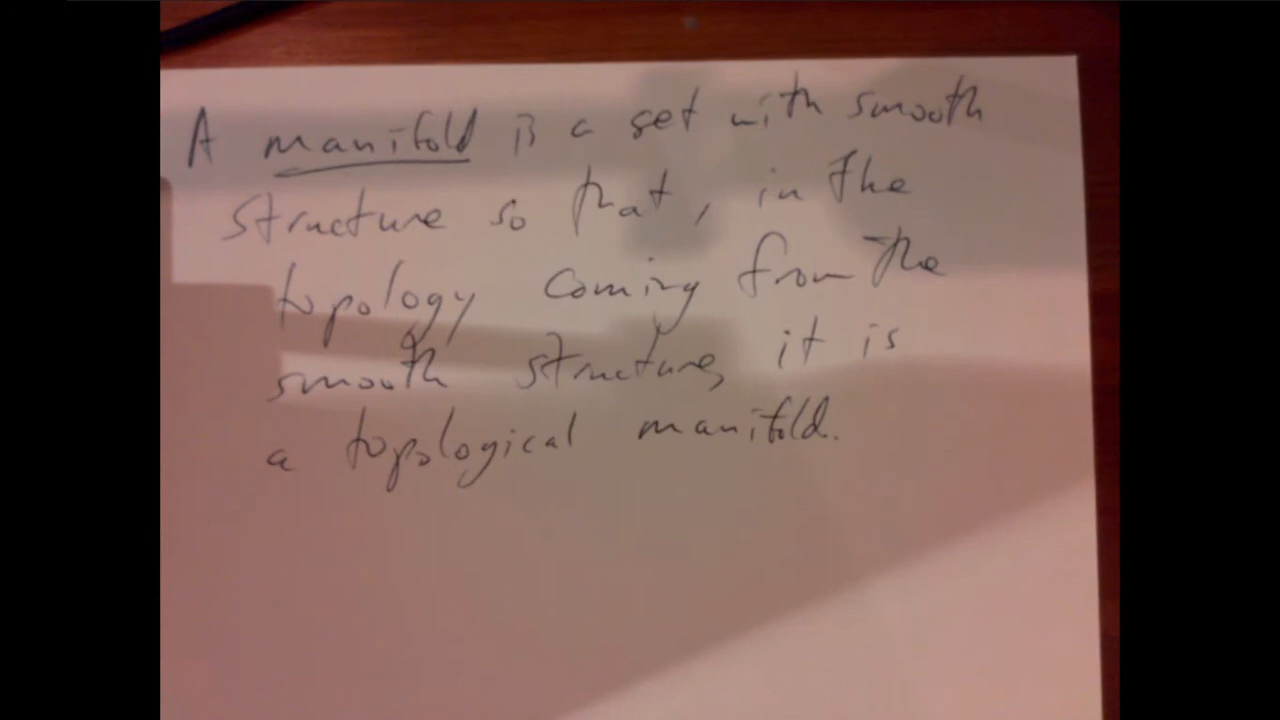 A manifold is a set with smooth
structure so that, in the
topology coming from the
smooth structure, it is
a topological manifold.